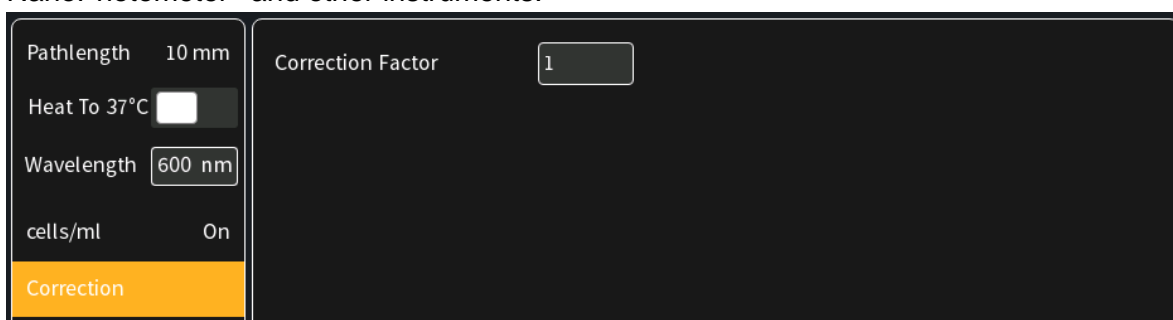 Pathlength 10 mm
Correction Factor 1
Heat To 37°C
Wavelength 600 nm
cells/ml On
Correction